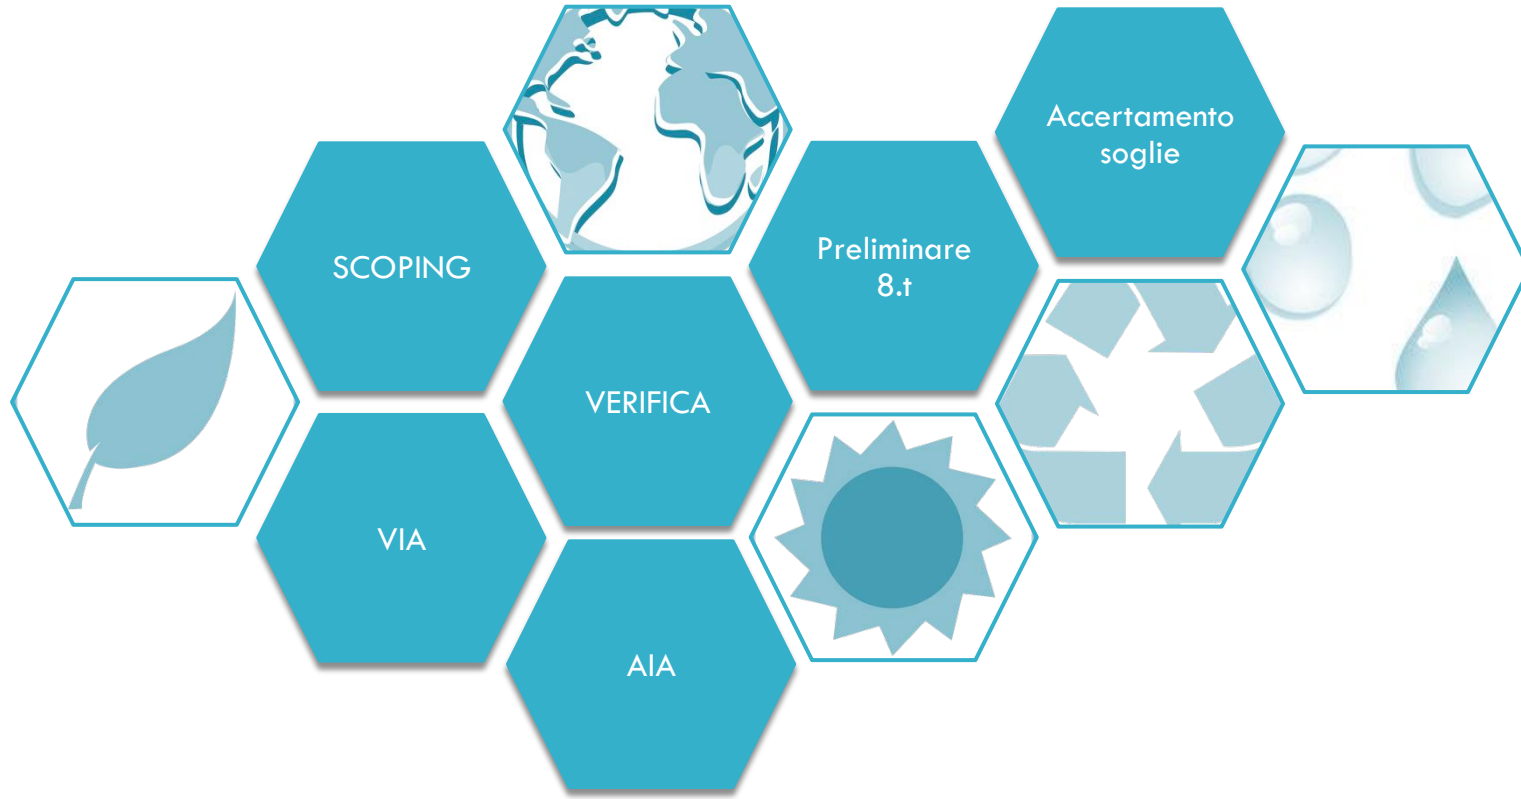 Accertamento
soglie
SCOPING
Preliminare
8.t
VERIFICA
VIA
AIA